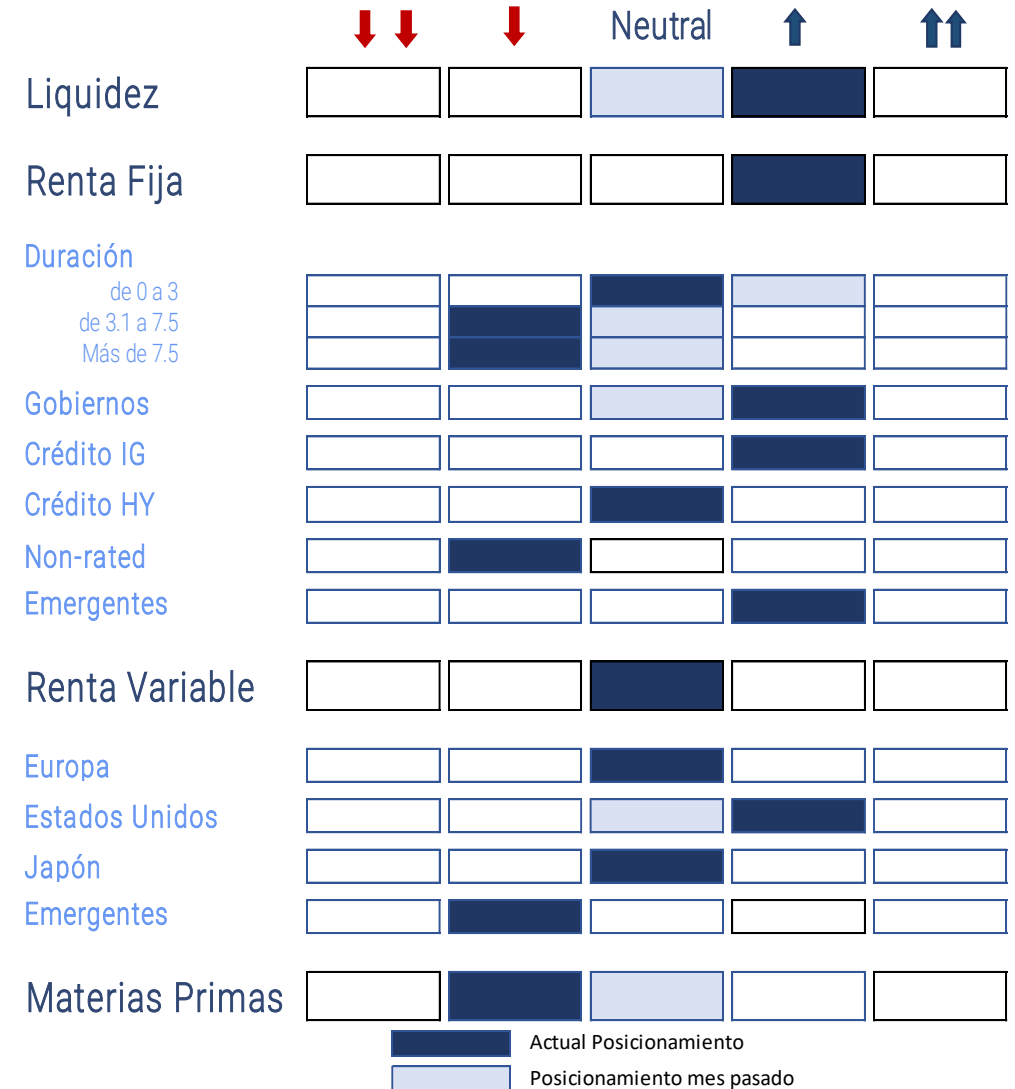 Neutral
Liquidez
Renta Fija
Duración
de 0 a 3
de 3.1 a 7.5
Más de 7.5
Gobiernos
Crédito IG
Crédito HY
Non-rated
Emergentes
Renta Variable
Europa
Estados Unidos
Japón
Emergentes
Materias Primas
Actual Posicionamiento
Posicionamiento mes pasado